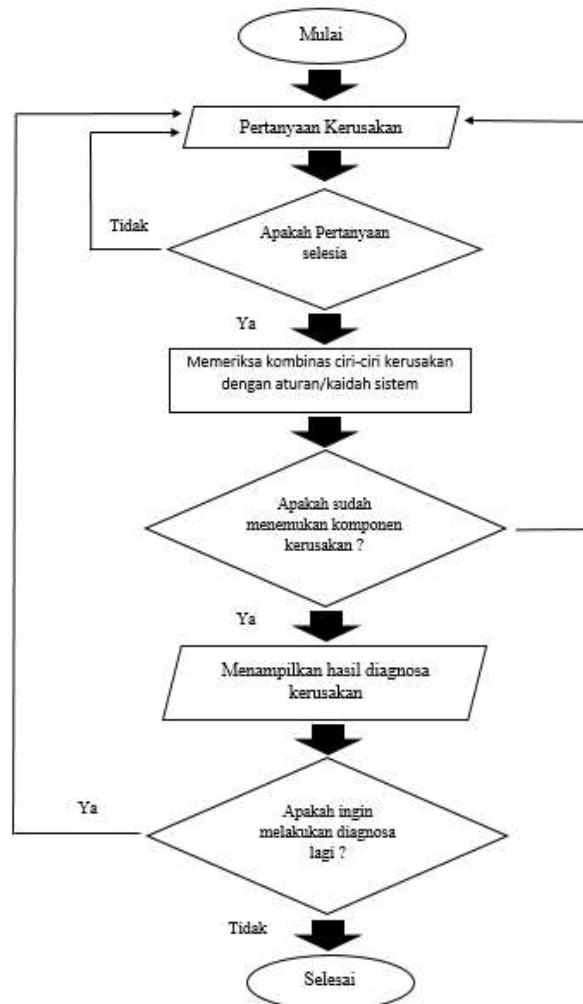 Mulai
Pertanyaan Kerusakan
Tidak
Apakah Pertanyaan
selesia
Ya
Memeriksa kombinas ciri-ciri kerusakan
dengan aturan/kaidah sistem
Apakah sudah
menemukan komponen
kerusakan ?
Ya
Menampilkan hasil diagnosa
kerusakan
Ya
Apakah ingin
melakukan diagnosa
lagi ?
Tidak
Selesai